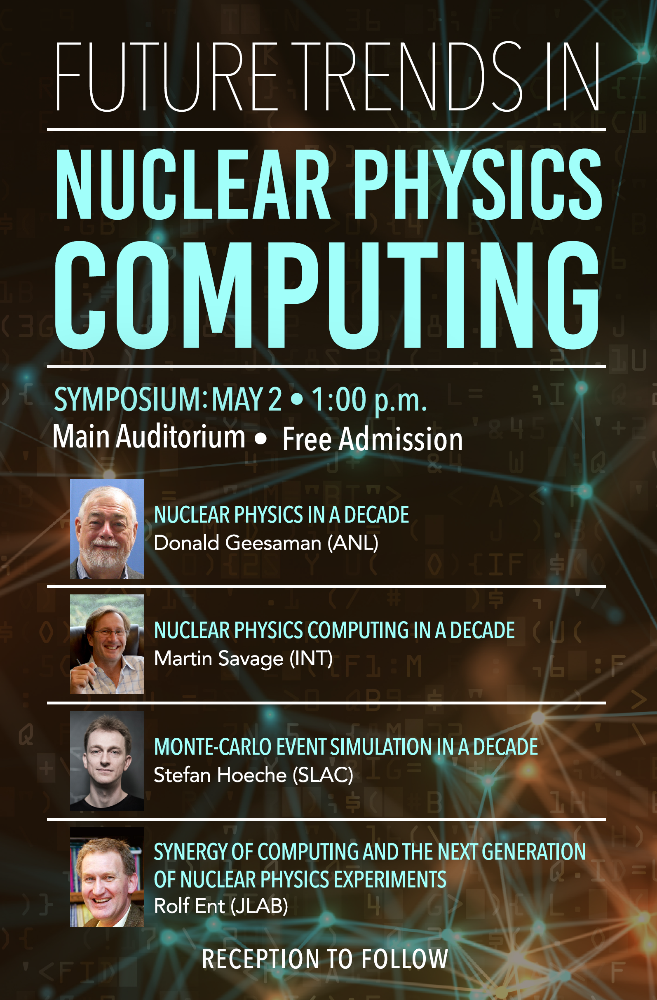 FUTURE TRENDS IN
NUCLEAR PHYSICS
COMPUTING
SYMPOSIUM: MAY 2 • 1:00 p.m.
Main Auditorium • Free Admission
NUCLEAR PHYSICS IN A DECADE
Donald Geesaman (ANL)
NUCLEAR PHYSICS COMPUTING IN A DECADE
Martin Savage (INT)
MONTE-CARLO EVENT SIMULATION IN A DECADE
Stefan Hoeche (SLAC)
SYNERGY OF COMPUTING AND THE NEXT GENERATION
OF NUCLEAR PHYSICS EXPERIMENTS
Rolf Ent (JLAB)
RECEPTION TO FOLLOW